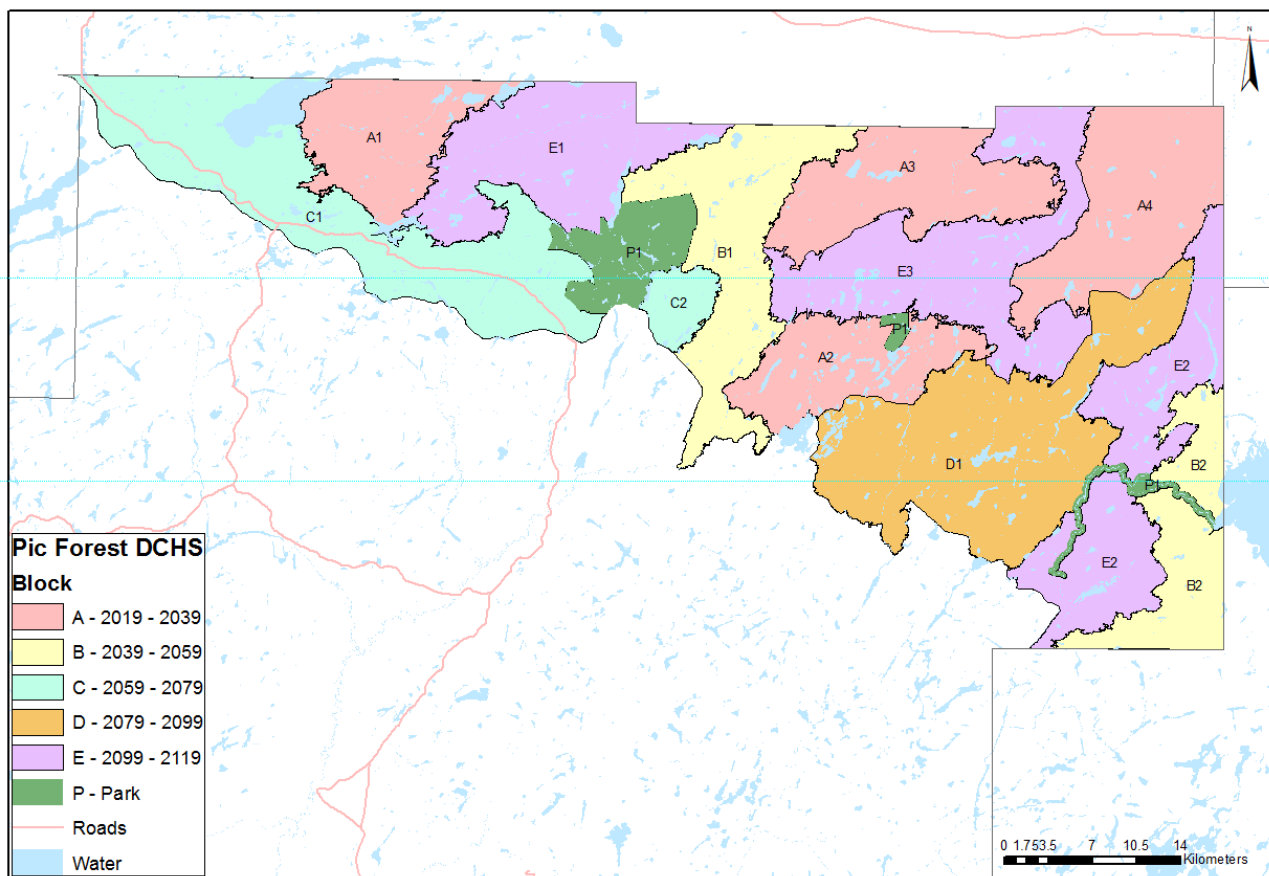 N
A1
E1
A3
A4
C1
P1
B1
E3
C2
P1
A2
E2
D1
B2
P1
E2
B2
Pic Forest DCHS
Block
A - 2019 - 2039
B - 2039 - 2059
C - 2059 - 2079
D - 2079 - 2099
E - 2099 - 2119
P - Park
Roads
Water
0 1.753.5 7 10.5 14
Kilometers